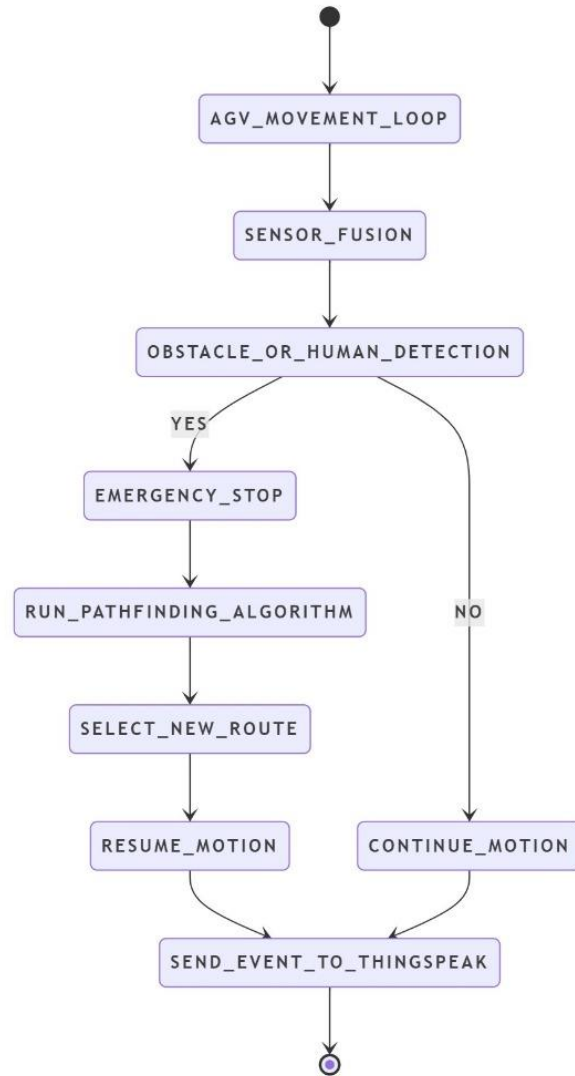 AGV_MOVEMENT_LOOP
SENSOR_FUSION
OBSTACLE_OR_HUMAN_DETECTION
YES
EMERGENCY_STOP
RUN_PATHFINDING_ALGORITHM
NO
SELECT_NEW_ROUTE
RESUME_MOTION
CONTINUE_MOTION
SEND_EVENT_TO_THINGSPEAK